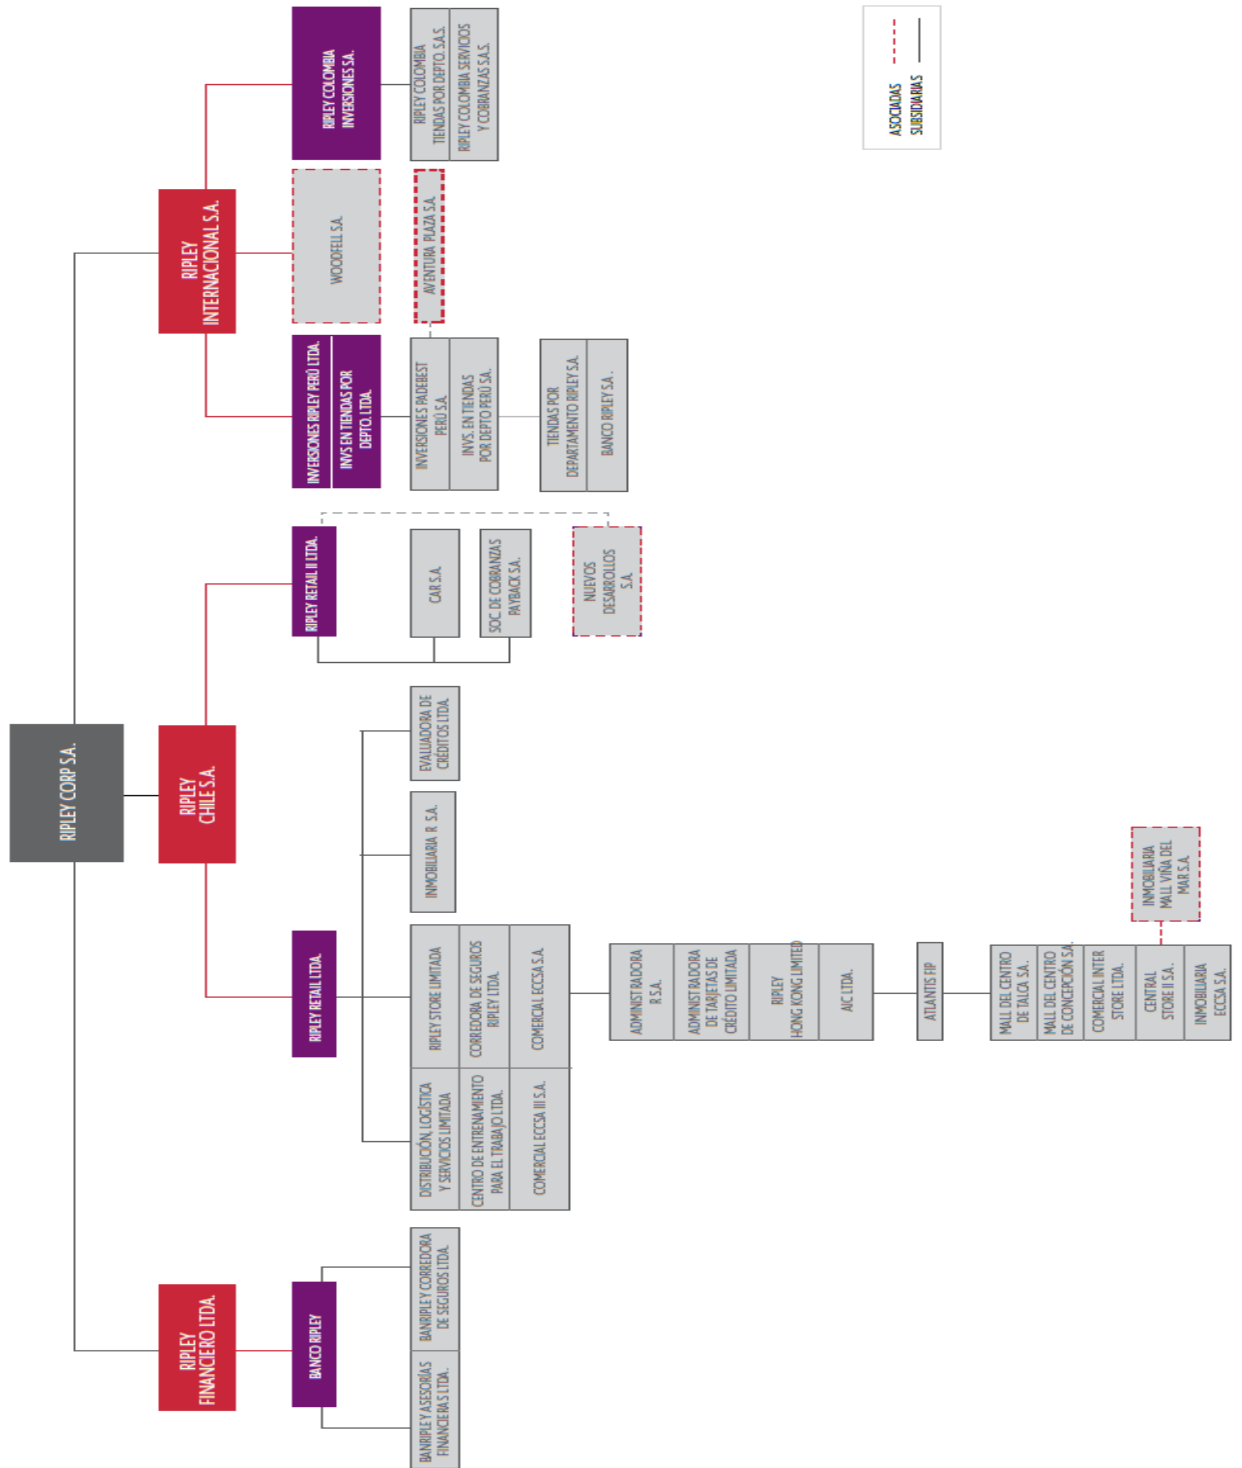 RIPLEY CORP S.A.
RIPLEY
FINANCIERO LTDA.
RIPLEY
CHILE S.A.
RIPLEY
INTERNACIONAL S.A.
BANCO RIPLEY
RIPLEY RETAIL LTDA.
RIPLEY RETAIL II LTDA.
INVERSIONES RIPLEY PERÚ LTDA.
INVS EN TIENDAS POR
DEPTO. LTDA.
WOODFELL S.A.
RIPLEY COLOMBIA
INVERSIONES S.A.
BANRIPLEY ASESORÍAS
FINANCIERAS LTDA.
BANRIPLEY CORREDORA
DE SEGUROS LTDA.
DISTRIBUCIÓN, LOGÍSTICA
Y SERVICIOS LIMITADA
RIPLEY STORE LIMITADA
CENTRO DE ENTRENAMIENTO
PARA EL TRABAJO LTDA.
CORREDORA DE SEGUROS
RIPLEY LTDA.
COMERCIAL ECCSA III S.A.
COMERCIAL ECCSA S.A.
INMOBILIARIA R S.A.
EVALUADORA DE
CRÉDITOS LTDA.
CAR S.A.
SOC. DE COBRANZAS
PAYBACK S.A.
NUEVOS
DESARROLLOS
S.A.
INVERSIONES PADEBEST
PERÚ S.A.
INVS. EN TIENDAS
POR DEPTO PERÚ S.A.
AVENTURA PLAZA S.A.
TIENDAS POR
DEPARTAMENTO RIPLEY S.A.
BANCO RIPLEY S.A.
RIPLEY COLOMBIA
TIENDAS POR DEPTO. S.A.S.
RIPLEY COLOMBIA SERVICIOS
Y COBRANZAS S.A.S.
ADMINISTRADORA
R S.A.
ADMINISTRADORA
DE TARJETAS DE
CRÉDITO LIMITADA
RIPLEY
HONG KONG LIMITED
AIC LTDA.
ATLANTIS FIP
MALL DEL CENTRO
DE TALCA S.A.
MALL DEL CENTRO
DE CONCEPCIÓN S.A.
COMERCIAL INTER
STORE LTDA.
CENTRAL
STORE II S.A.
INMOBILIARIA
ECCSA S.A.
INMOBILIARIA
MALL VIÑA DEL
MAR S.A.
ASOCIADAS
SUBSIDIARIAS